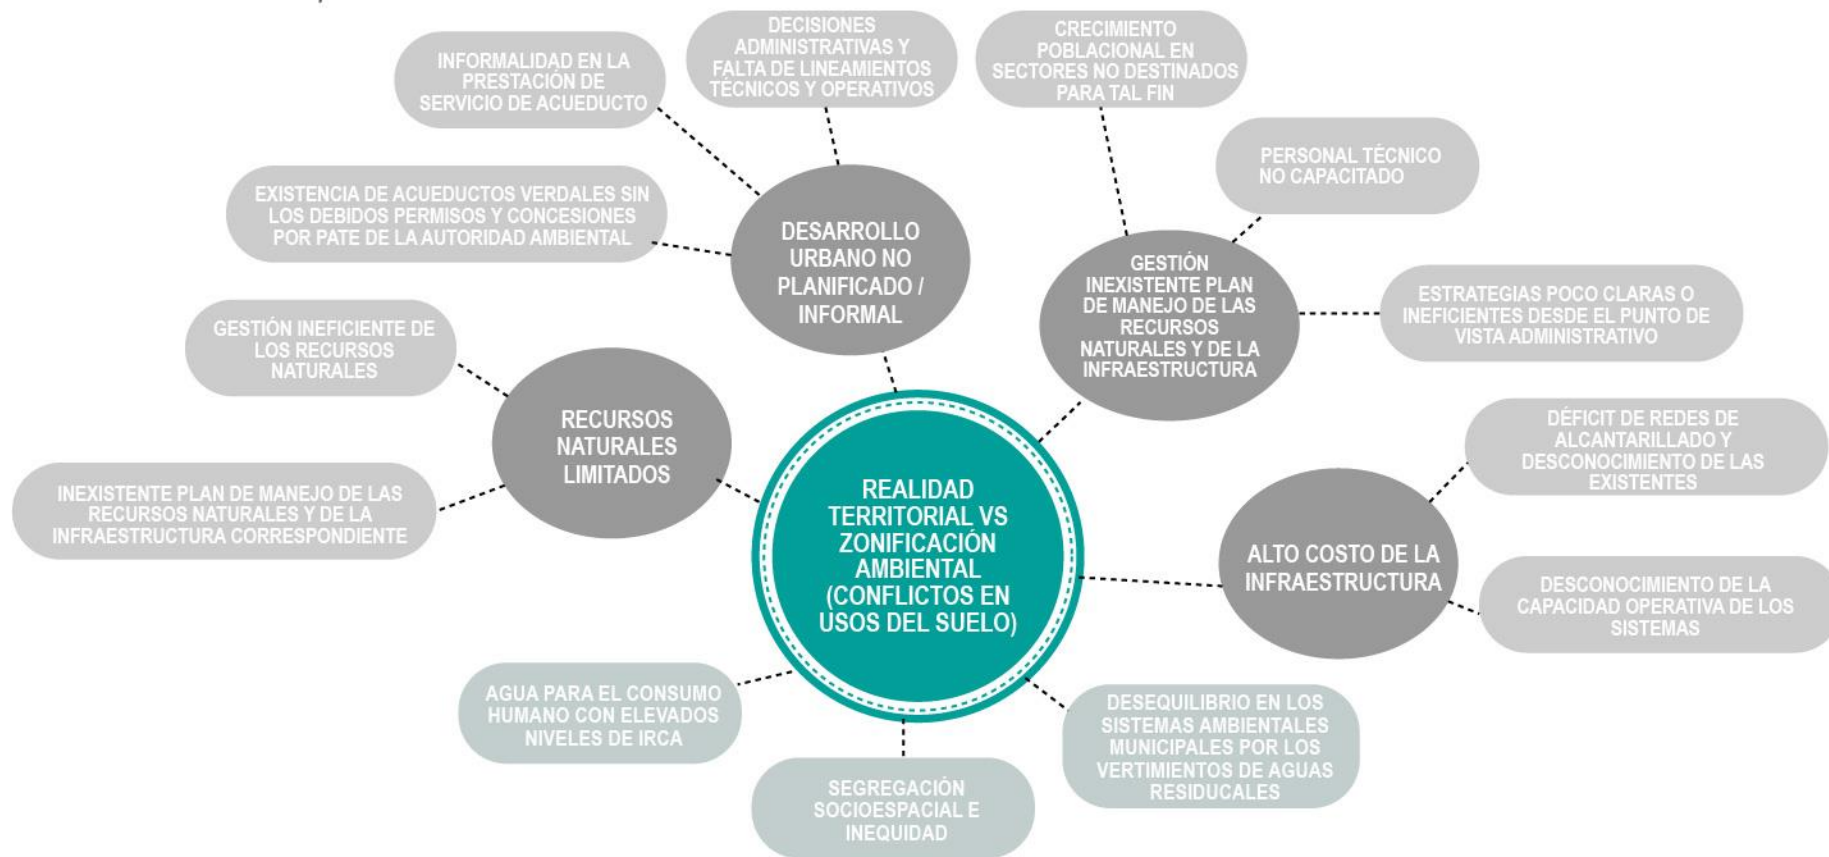 INFORMALIDAD EN LA
PRESTACIÓN DE
SERVICIO DE ACUEDUCTO
DECISIONES
ADMINISTRATIVAS Y
FALTA DE LINEAMIENTOS
TÉCNICOS Y OPERATIVOS
CRECIMIENTO
POBLACIONAL EN
SECTORES NO DESTINADOS
PARA TAL FIN
PERSONAL TÉCNICO
NO CAPACITADO
EXISTENCIA DE ACUEDUCTOS VERDALES SIN
LOS DEBIDOS PERMISOS Y CONCESIONES
POR PATE DE LA AUTORIDAD AMBIENTAL
DESARROLLO
URBANO NO
PLANIFICADO /
INFORMAL
GESTIÓN
INEXISTENTE PLAN
DE MANEJO DE LAS
RECURSOS
NATURALES Y DE LA
INFRAESTRUCTURA
ESTRATEGIAS POCO CLARAS O
INEFICIENTES DESDE EL PUNTO DE
VISTA ADMINISTRATIVO
GESTIÓN INEFICIENTE DE
LOS RECURSOS
NATURALES
RECURSOS
NATURALES
LIMITADOS
INEXISTENTE PLAN DE MANEJO DE LAS
RECURSOS NATURALES Y DE LA
INFRAESTRUCTURA CORRESPONDIENTE
REALIDAD
TERRITORIAL VS
ZONIFICACIÓN
AMBIENTAL
(CONFLICTOS EN
USOS DEL SUELO)
DÉFICIT DE REDES DE
ALCANTARILLADO Y
DESCONOCIMIENTO DE LAS
EXISTENTES
ALTO COSTO DE LA
INFRAESTRUCTURA
DESCONOCIMIENTO DE LA
CAPACIDAD OPERATIVA DE LOS
SISTEMAS
AGUA PARA EL CONSUMO
HUMANO CON ELEVADOS
NIVELES DE IRCA
SEGREGACIÓN
SOCIOESPACIAL E
INEQUIDAD
DESEQUILIBRIO EN LOS
SISTEMAS AMBIENTALES
MUNICIPALES POR LOS
VERTIMIENTOS DE AGUAS
RESIDUCALES